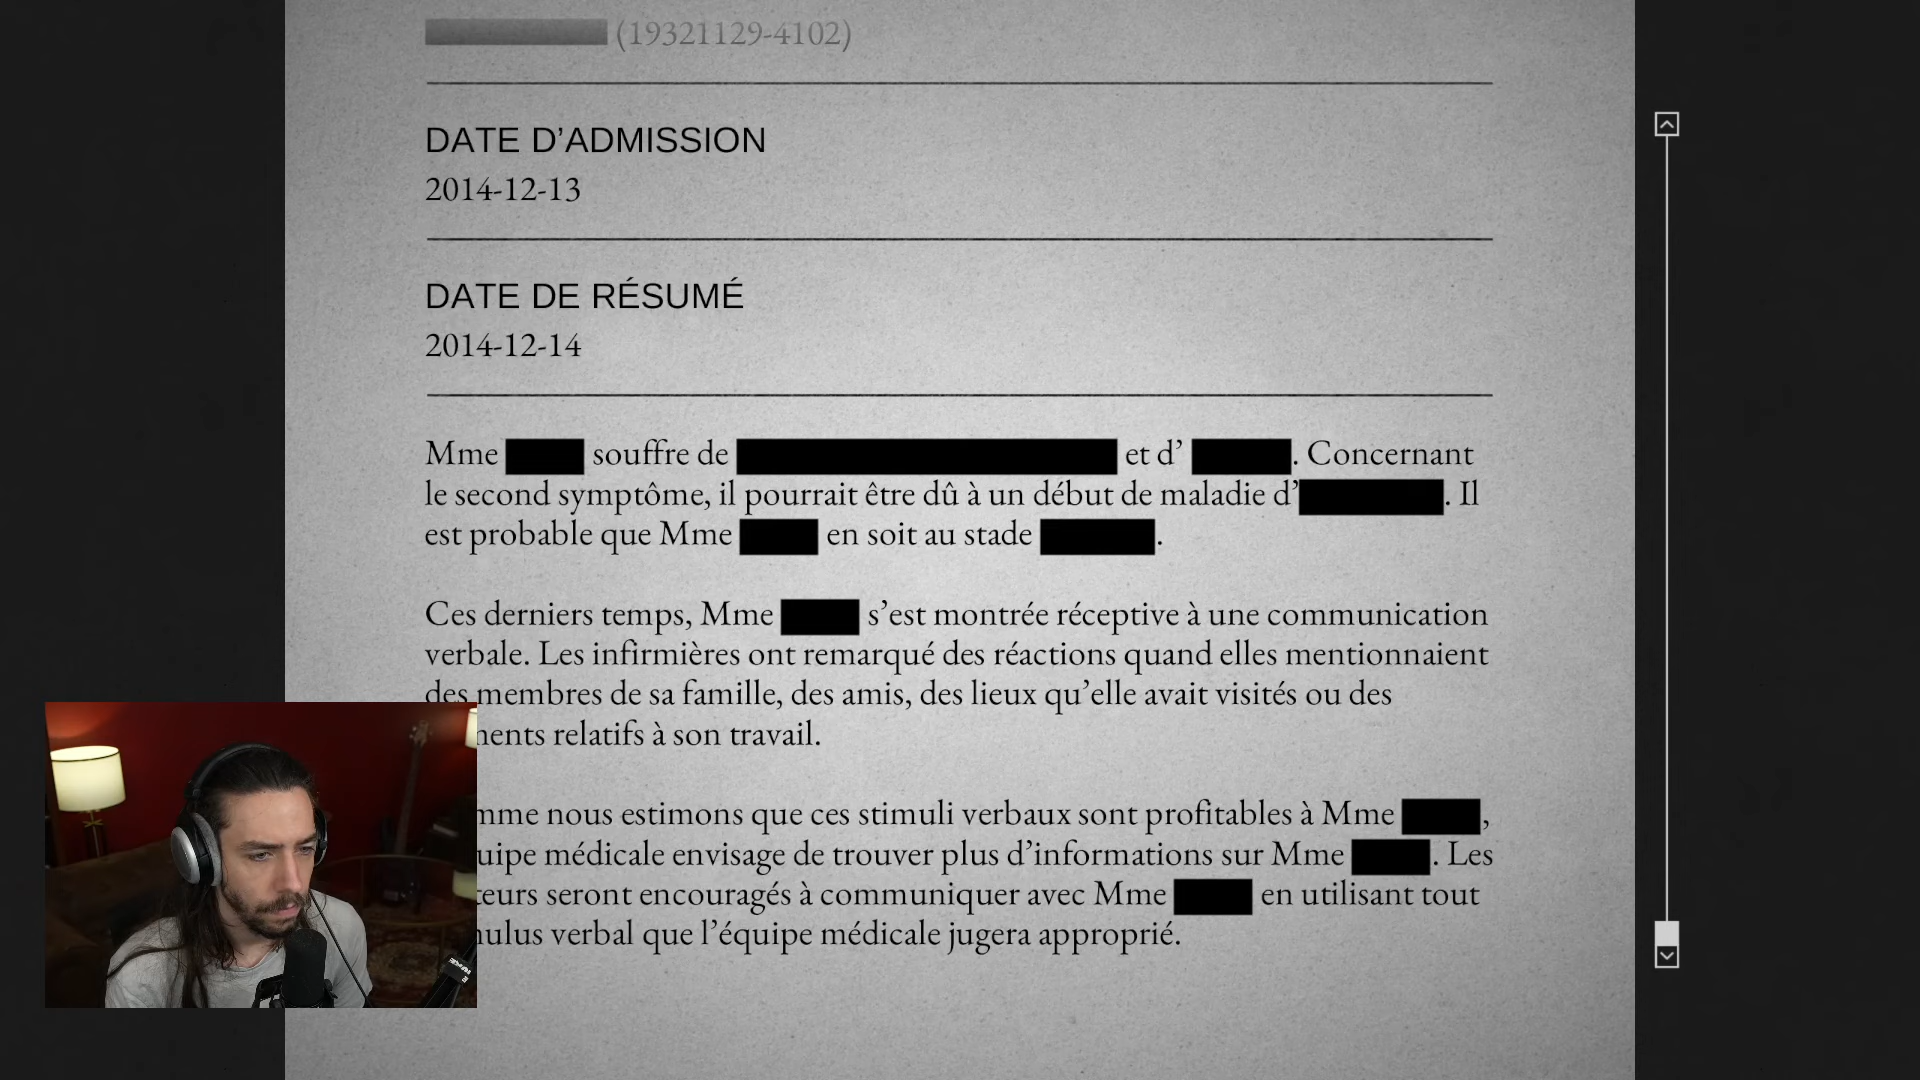 (19321129-4102)
DATE D’ADMISSION
2014-12-13
DATE DE RÉSUMÉ
2014-12-14
Mme souffre de et d’ . Concernant
le second symptôme, il pourrait être dû à un début de maladie d’ . Il
est probable que Mme en soit au stade .
Ces derniers temps, Mme s’est montrée réceptive à une communication
verbale. Les infirmières ont remarqué des réactions quand elles mentionnaient
des membres de sa famille, des amis, des lieux qu’elle avait visités ou des
relatifs à son travail.
nous estimons que ces stimuli verbaux sont profitables à Mme ,
médicale envisage de trouver plus d’informations sur Mme . Les
seront encouragés à communiquer avec Mme en utilisant tout
verbal que l’équipe médicale jugera approprié.